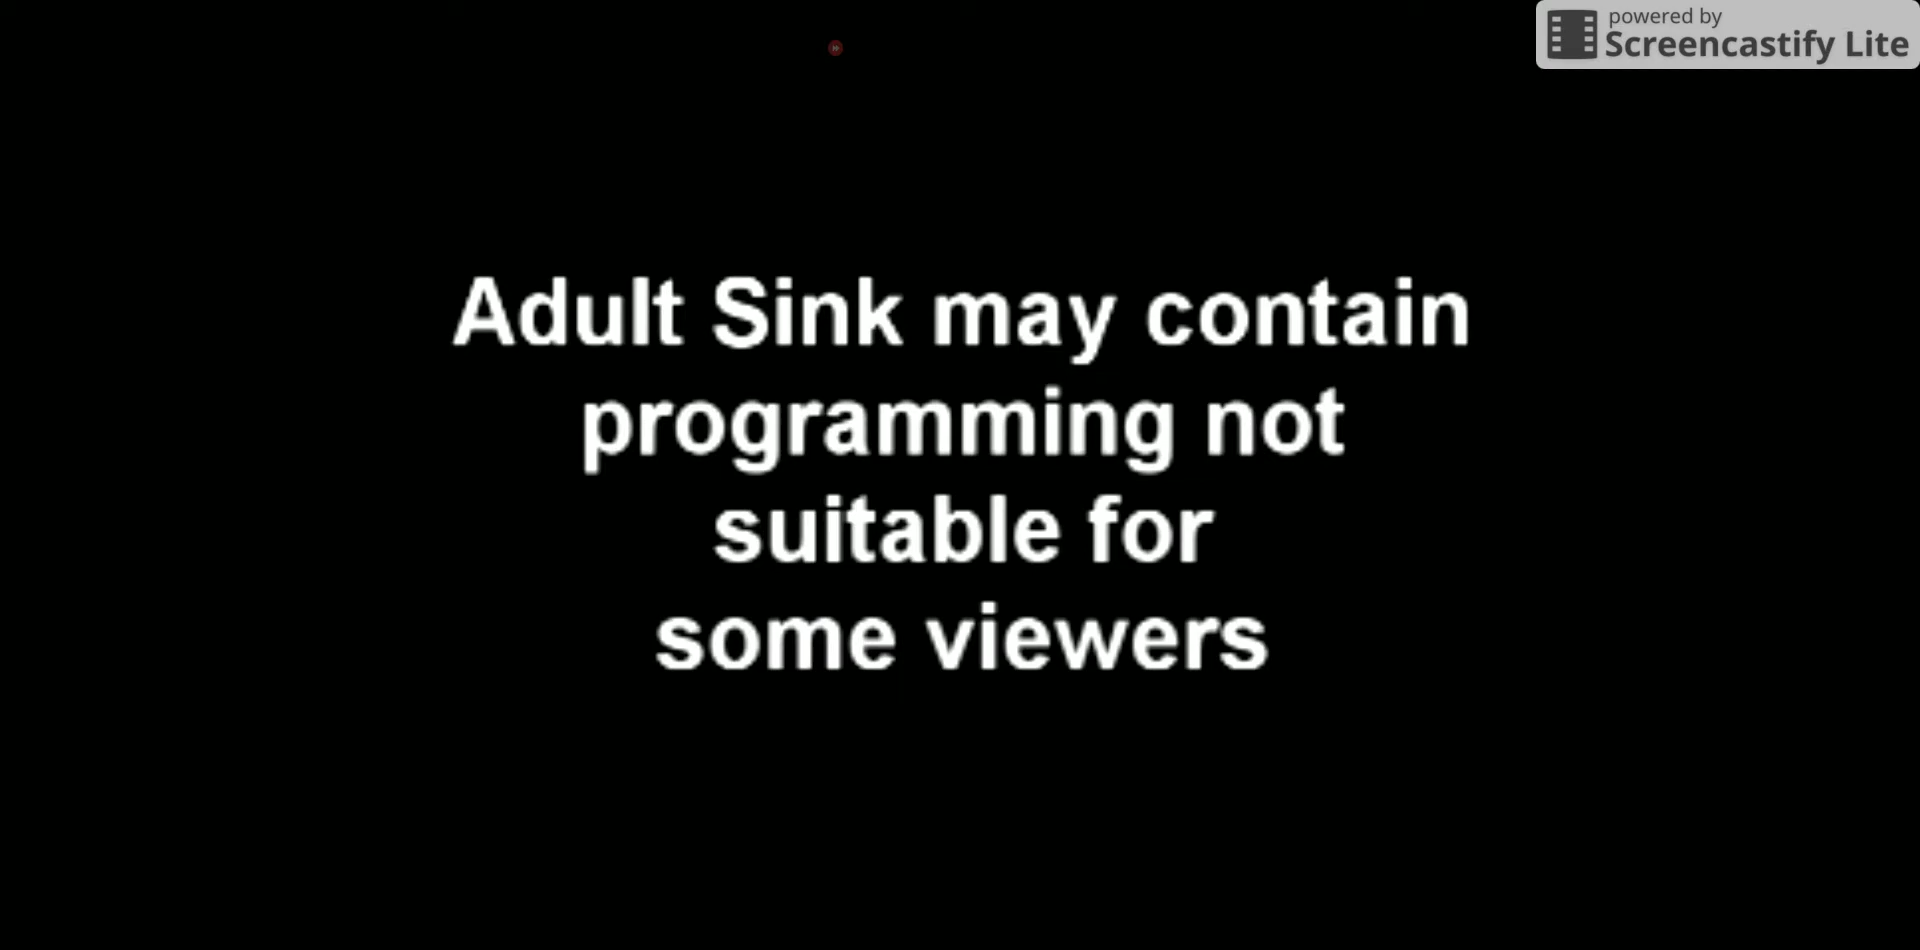 powered by
Screencastify Lite
Adult Sink may contain
programming not
suitable for
some viewers